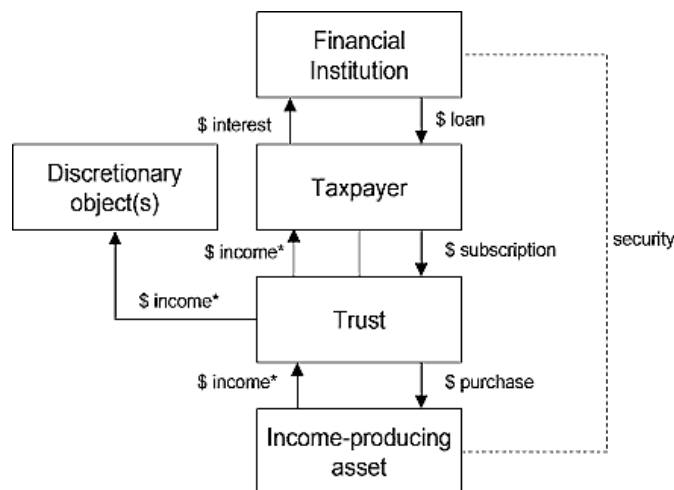 Financial
Institution
$ interest
$ loan
Discretionary
object(s)
Taxpayer
security
$ income*
$ subscription
$ income*
Trust
$ income*
$ purchase
Income-producing
asset